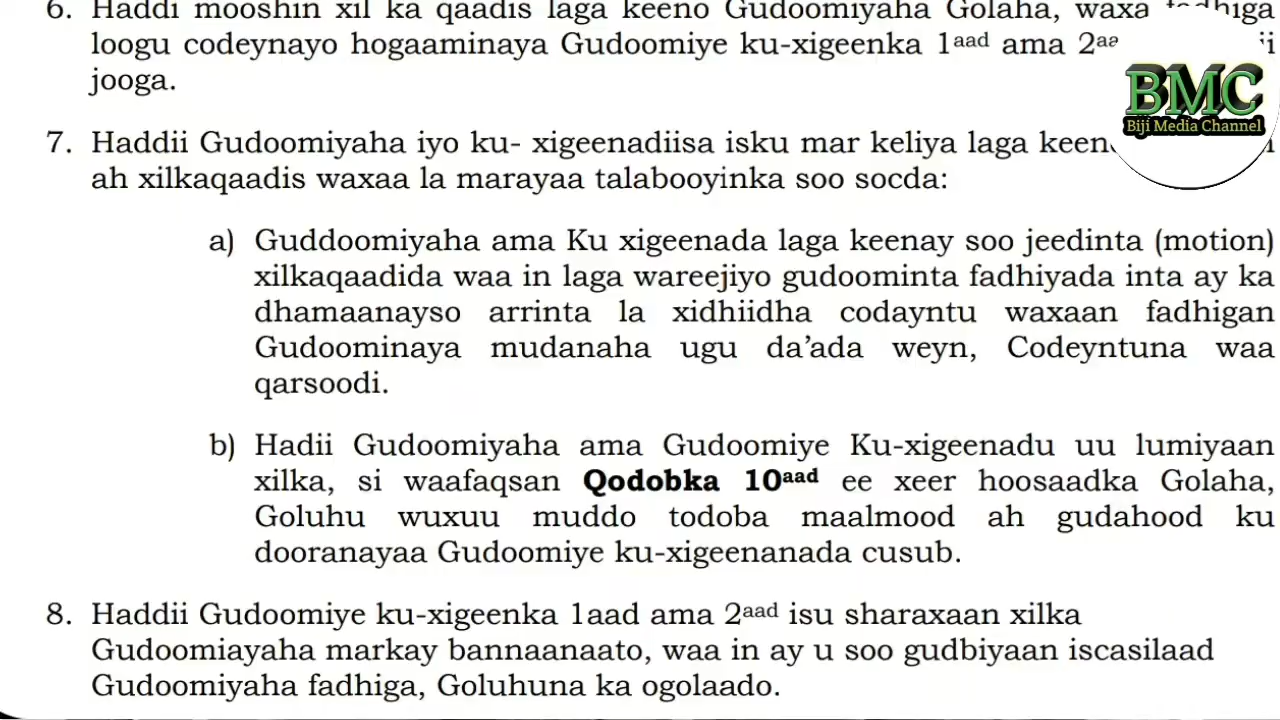 6. Haddi mooshin xil ka qaadis laga keeno Gudoomiyaha Golaha, waxa
loogu codeynayo hogaaminaya Gudoomiye ku-xigeenka 1aad ama
jooga.
7. Haddii Gudoomiyaha iyo ku- xigeenadiisa isku mar keliya laga
ah xilkaqaadis waxaa la marayaa talabooyinka soo socda:
a) Guddoomiyaha ama Ku xigeenada laga keenay soo jeedinta (motion)
xilkaqaadida waa in laga wareejiyo gudoominta fadhiyada inta ay ka
dhamaanayso arrinta la xidhiidha codayntu waxaan fadhigan
Gudoominaya mudanaha ugu da’ada weyn, Codeyntuna waa
qarsoodi.
b) Hadii Gudoomiyaha ama Gudoomiye Ku-xigeenadu uu lumiyaan
xilka, si waafaqsan Qodobka 10aad ee xeer hoosaadka Golaha,
Goluhu wuxuu muddo todoba maalmood ah gudahood ku
dooranayaa Gudoomiye ku-xigeenanada cusub.
8. Haddii Gudoomiye ku-xigeenka 1aad ama 2aad isu sharaxaan xilka
Gudoomiayaha markay bannaanaato, waa in ay u soo gudbiyaan iscasilaad
Gudoomiyaha fadhiga, Goluhuna ka ogolaado.
BMC
Biji Media Channel